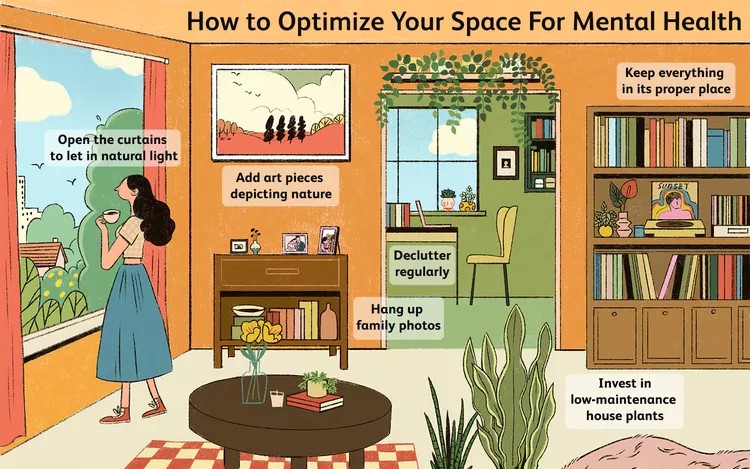 How to Optimize Your Space For Mental Health
Keep everything
in its proper place
Open the curtains
to let in natural light
Add art pieces
depicting nature
SUNSET
Declutter
regularly
Hang up
family photos
Invest in
low-maintenance
house plants